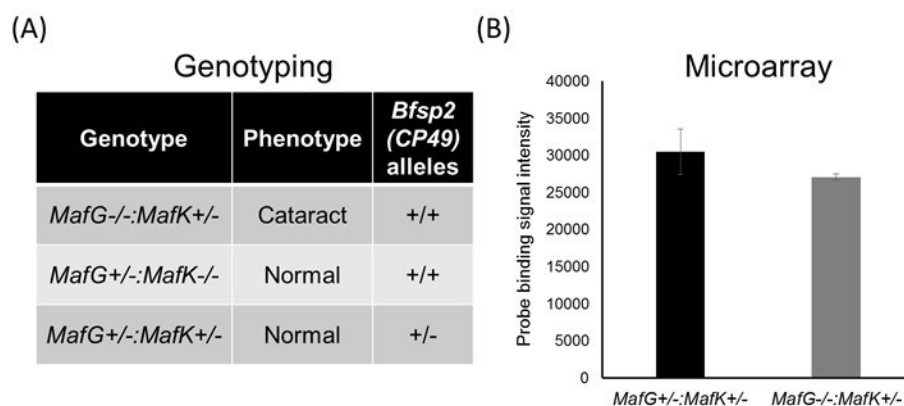 (A)
Genotyping
Genotype Phenotype Bfsp2 (CP49) alleles
MafG-/-:MafK+/- Cataract +/+
MafG+/-:MafK-/- Normal +/+
MafG+/-:MafK+/- Normal +/-
(B)
Microarray
Probe binding signal intensity
40000
35000
30000
25000
20000
15000
10000
5000
0
MafG+/-:MafK+/- MafG-/-:MafK+/-